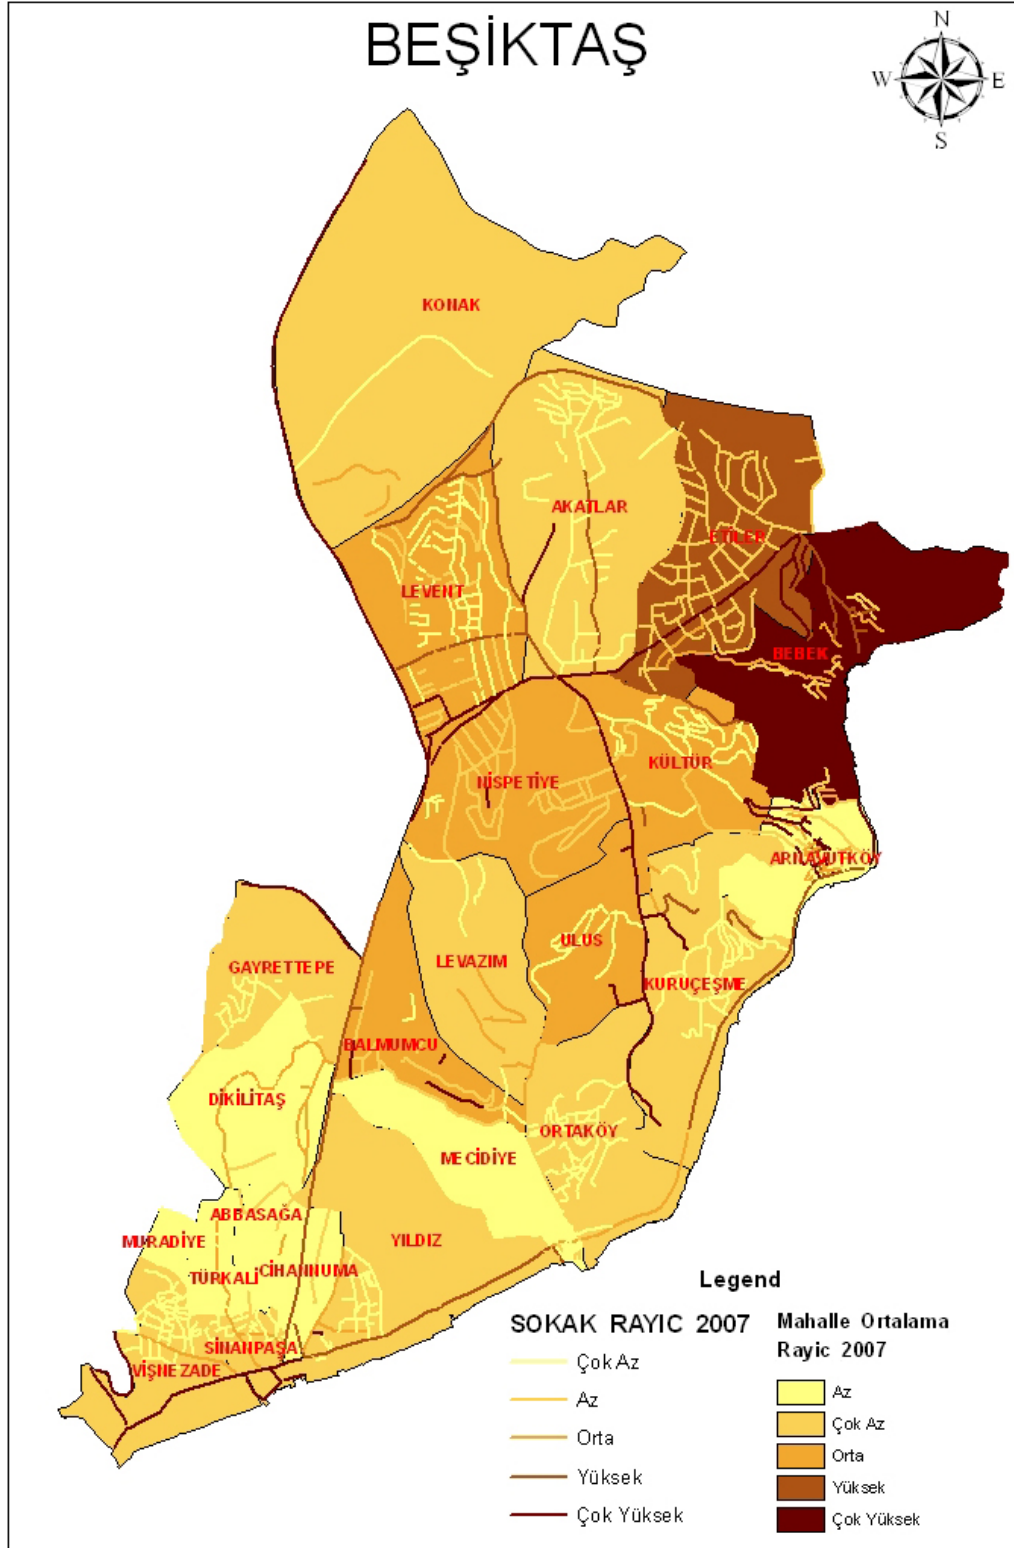 BEŞİKTAŞ
N
W E
S
KONAK
AKATLAR
ETİLER
LEVENT
BEBEK
KÜLTÜR
NİSPETİYE
ARNAVUTKÖY
ULUS
LEVAZIM
GAYRETTEPE
KURUÇEŞME
BALMUMCU
DİKİLİTAŞ
ORTAKÖY
MECİDİYE
ABBASAĞA
MURADİYE
YILDIZ
CİHANNUMA
TÜRKALİ
SİNANPAŞA
VİŞNEZADE
Legend
SOKAK RAYIC 2007
Çok Az
Az
Orta
Yüksek
Çok Yüksek
Mahalle Ortalama
Rayic 2007
Az
Çok Az
Orta
Yüksek
Çok Yüksek